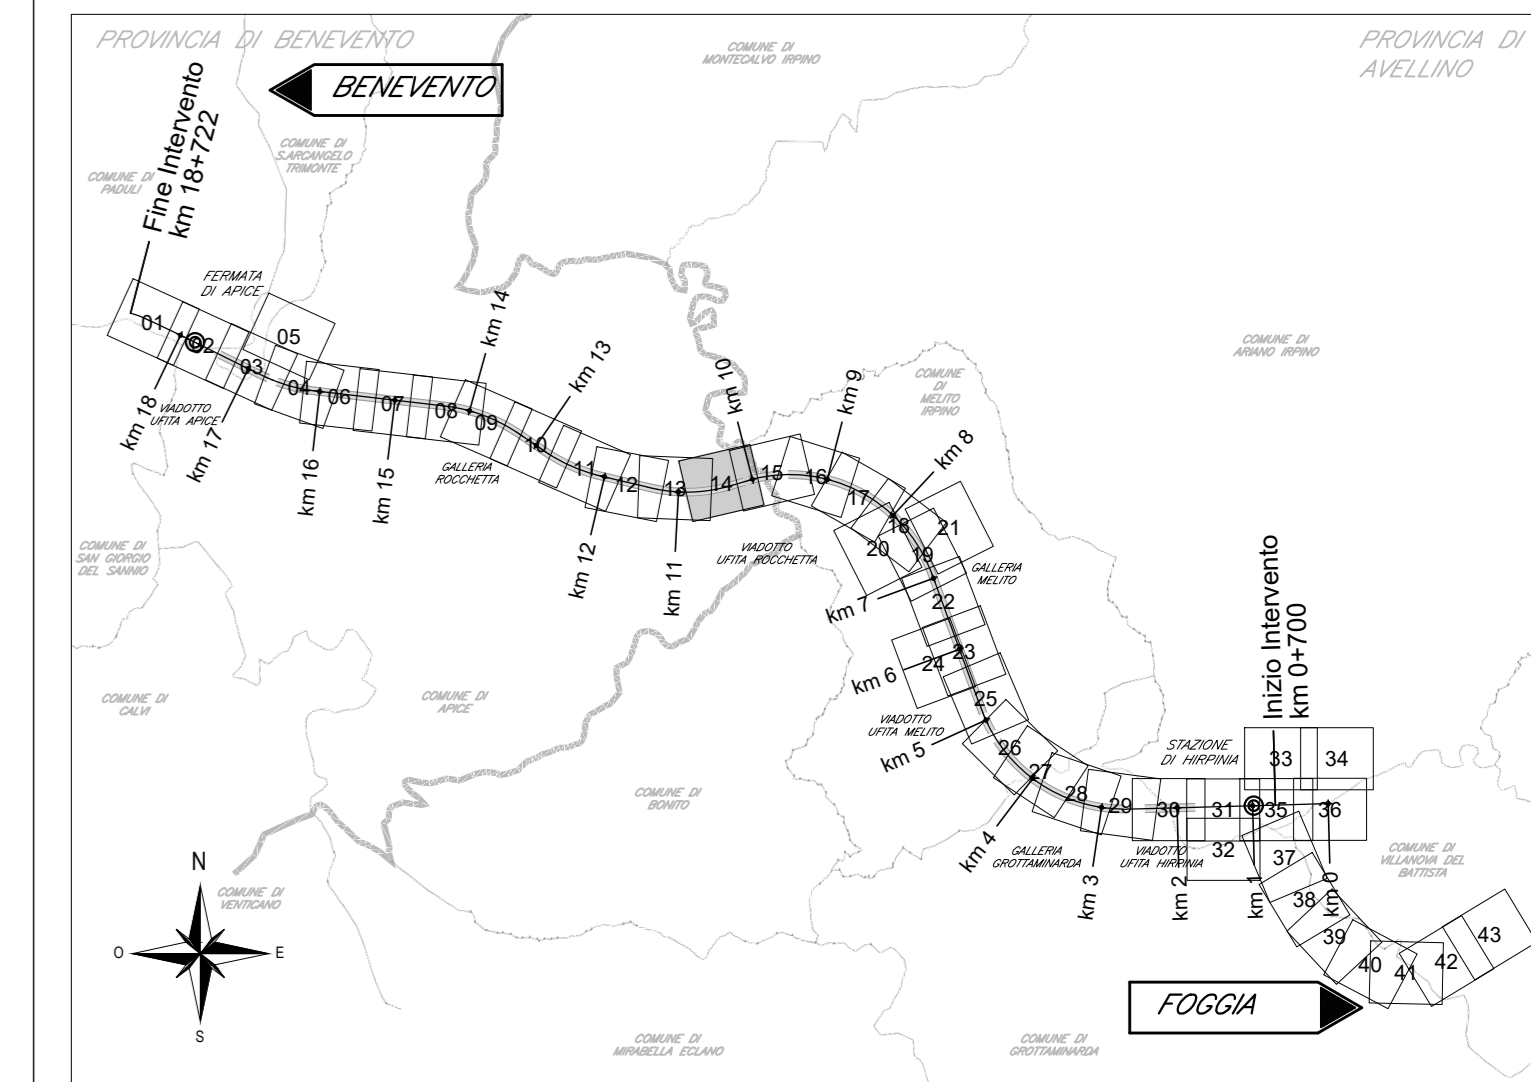 PROVINCIA DI BENEVENTO
PROVINCIA DI
AVELLINO
COMUNE DI
MONTECALVO IRPINO
BENEVENTO
Fine Intervento
km 18+722
COMUNE DI
S.ARCANGELO
TRIMONTE
COMUNE DI
PADULI
FERMATA
DI APICE
01
02
03
04
05
06
07
08
09
10
11
12
13
14
15
16
17
18
19
20
21
22
23
24
25
26
27
28
29
30
31
32
33
34
35
36
37
38
39
40
41
42
43
km 18
km 17
km 16
km 15
km 14
km 13
km 12
km 11
km 10
km 9
km 8
km 7
km 6
km 5
km 4
km 3
km 2
km 1
km 0
VIADOTTO
UFITA APICE
GALLERIA
ROCCHETTA
VIADOTTO
UFITA ROCCHETTA
COMUNE
DI
MELITO
IRPINO
COMUNE DI
ARIANO IRPINO
GALLERIA
MELITO
COMUNE DI
SAN GIORGIO
DEL SANNIO
COMUNE DI
CALVI
COMUNE DI
APICE
VIADOTTO
UFITA MELITO
STAZIONE
DI HIRPINIA
Inizio Intervento
km 0+700
COMUNE DI
BONITO
GALLERIA
GROTTAMINARDA
VIADOTTO
UFITA HIRPINIA
COMUNE DI
VILLANOVA DEL
BATTISTA
COMUNE DI
VENTICANO
N
O
E
S
FOGGIA
COMUNE DI
MIRABELLA ECLANO
COMUNE DI
GROTTAMINARDA